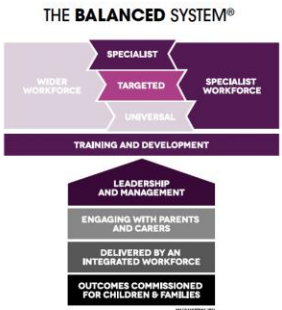 THE BALANCED SYSTEM®
SPECIALIST
WIDER
WORKFORCE
TARGETED
SPECIALIST
WORKFORCE
UNIVERSAL
TRAINING AND DEVELOPMENT
LEADERSHIP
AND MANAGEMENT
ENGAGING WITH PARENTS
AND CARERS
DELIVERED BY AN
INTEGRATED WORKFORCE
OUTCOMES COMMISSIONED
FOR CHILDREN & FAMILIES